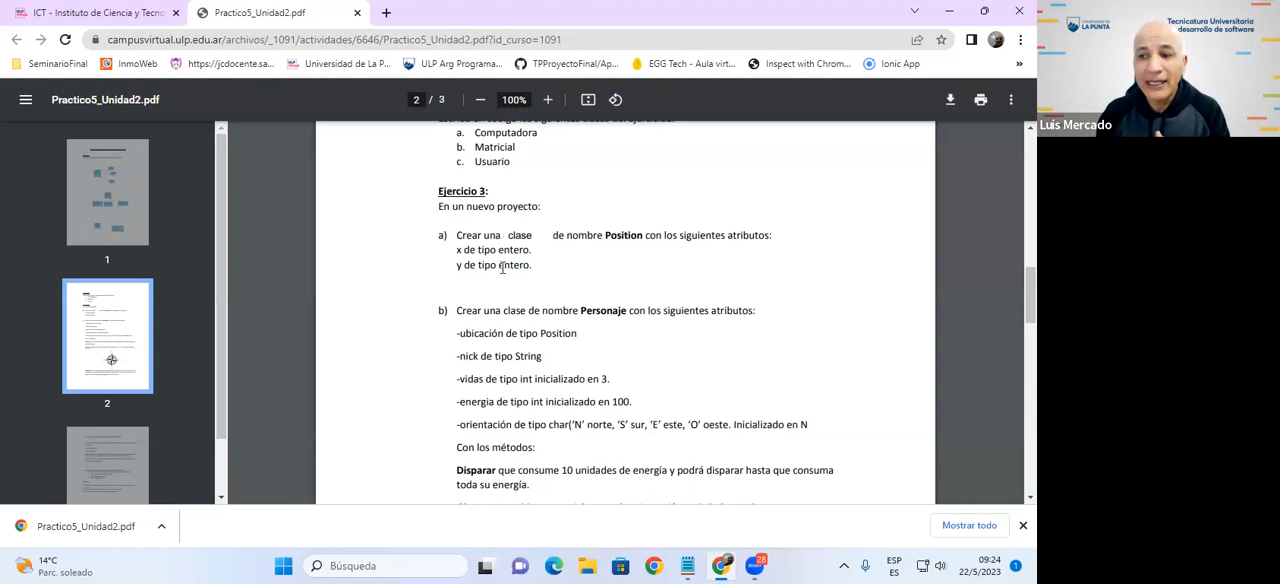 ICT - Instituto de Ciencia y Tecno
Practico5_Unidad2.pdf
campusvirtual.ulp.edu.ar/archivos/_1091/actividades/6646/Practico5_Unidad2.pdf?id_curso=1091
SeminarioFinal
InmoWeb
https://jcdocente.sa...
Universidad de La P...
ULP Arg Personaliza...
TPProyectoFinal/Ap...
EGG Tech - Aula virt...
Inspect with Chrom...
Ionic App
»
Practico5_Unidad2.pdf
2 / 3
100%
1
2
a. Computadora
b. Matricial
c. Usuario
Ejercicio 3:
En un nuevo proyecto:
a) Crear una clase de nombre Position con los siguientes atributos:
x de tipo entero.
y de tipo entero.
b) Crear una clase de nombre Personaje con los siguientes atributos:
-ubicación de tipo Position
-nick de tipo String
-vidas de tipo int inicializado en 3.
-energia de tipo int inicializado en 100.
-orientación de tipo char('N' norte, 'S' sur, 'E' este, 'O' oeste. Inicializado en N
Con los métodos:
Disparar que consume 10 unidades de energía y podrá disparar hasta que consuma
toda su energía.
Practico5_Unidad2.pdf
Mostrar todo
14°C
Parc. soleado
Búsqueda
28
ESP
ES
09:24
22/5/2023
1
Universidad de
LA PUNTA
Tecnicatura Universitaria
desarrollo de software
Luis Mercado